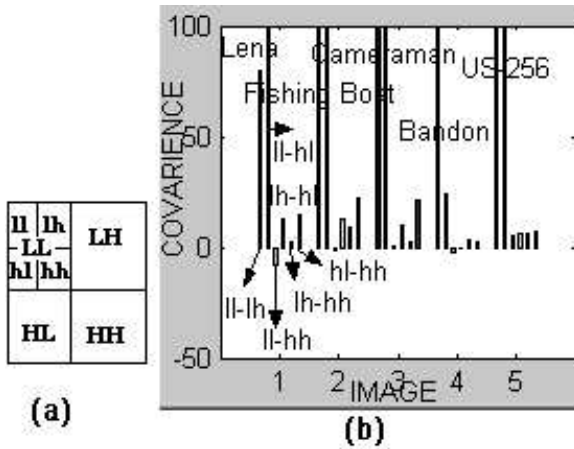 ll lh
LL
hl hh
LH
HL
HH
(a)
100
50
0
-50
COVARIENCE
Lena
Cameraman
US-256
Fishing Boat
Bandon
ll-hl
lh-hl
hl-hh
lh-hh
ll-lh
ll-hh
1 2 3 4 5
IMAGE
(b)